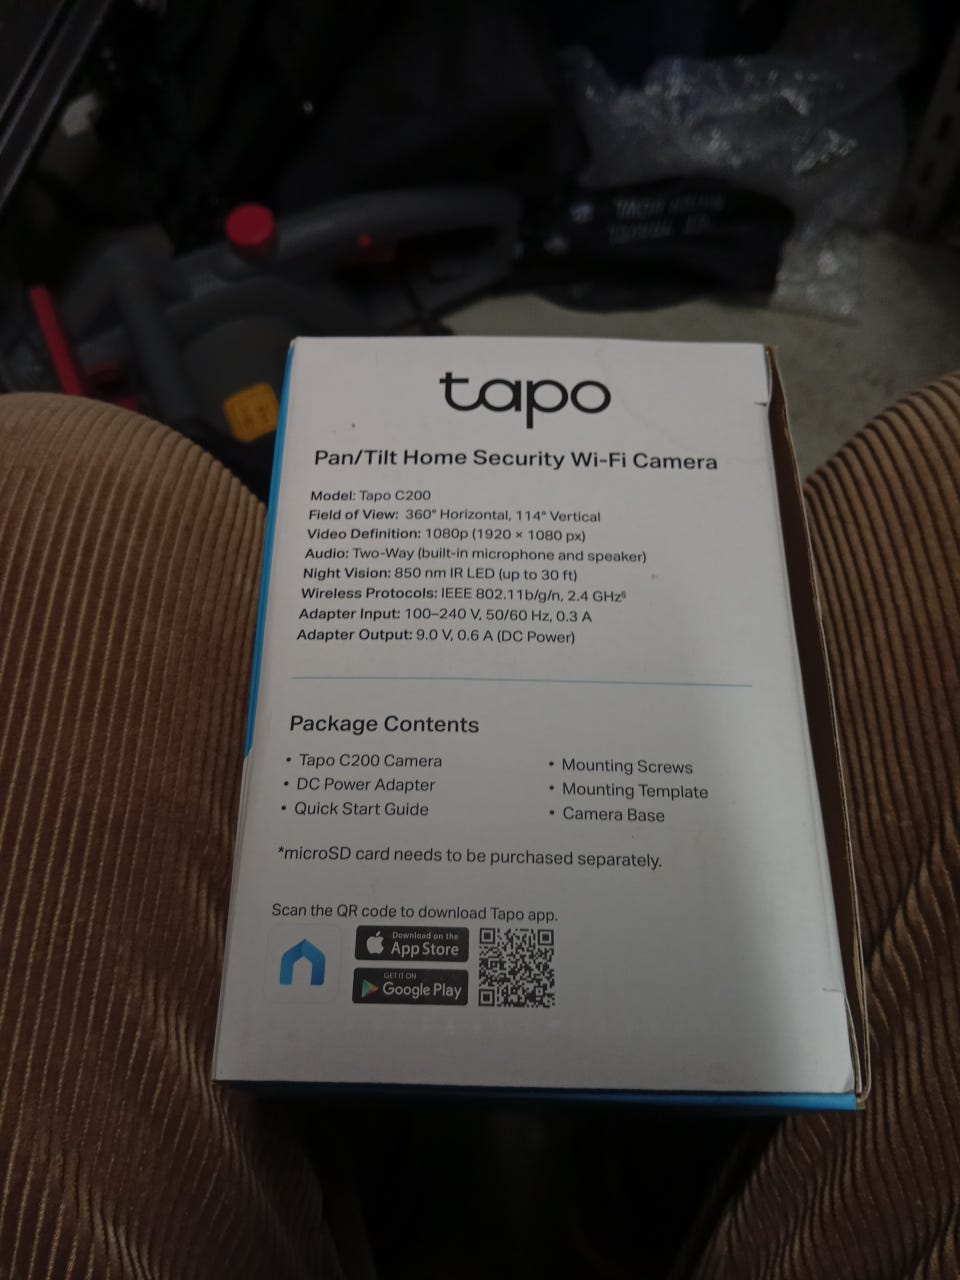 tapo
Pan/Tilt Home Security Wi-Fi Camera
Model: Tapo C200
Field of View: 360° Horizontal, 114° Vertical
Video Definition: 1080p (1920 × 1080 px)
Audio: Two-Way (built-in microphone and speaker)
Night Vision: 850 nm IR LED (up to 30 ft)
Wireless Protocols: IEEE 802.11b/g/n, 2.4 GHz§
Adapter Input: 100–240 V, 50/60 Hz, 0.3 A
Adapter Output: 9.0 V, 0.6 A (DC Power)
Package Contents
• Tapo C200 Camera
• DC Power Adapter
• Quick Start Guide
• Mounting Screws
• Mounting Template
• Camera Base
*microSD card needs to be purchased separately.
Scan the QR code to download Tapo app.
Download on the
App Store
GET IT ON
Google Play